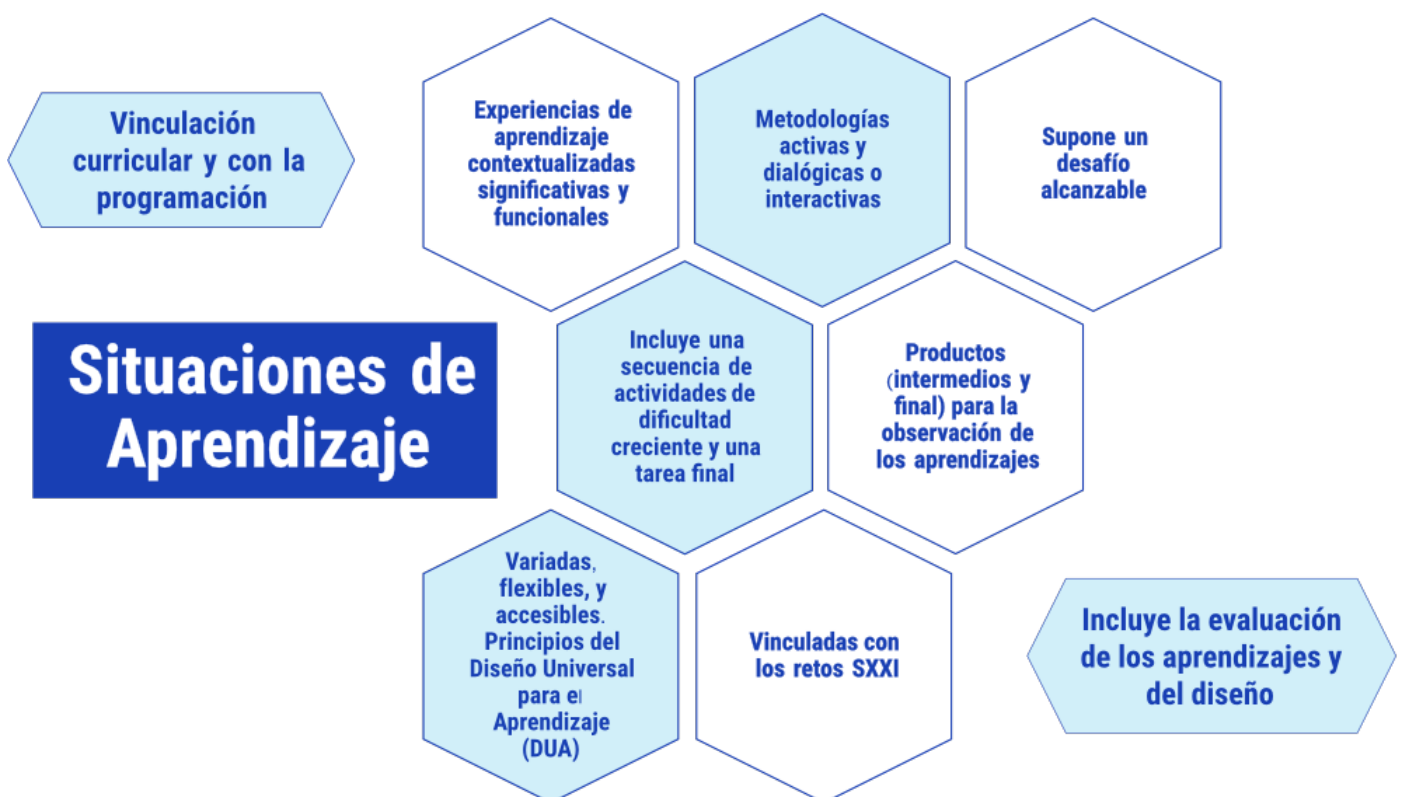 Vinculación
curricular y con la
programación
Experiencias de
aprendizaje
contextualizadas
significativas y
funcionales
Metodologías
activas y
dialógicas o
interactivas
Supone un
desafío
alcanzable
Situaciones de
Aprendizaje
Incluye una
secuencia de
actividades de
dificultad
creciente y una
tarea final
Productos
(intermedios y
final) para la
observación de
los aprendizajes
Variadas,
flexibles, y
accesibles.
Principios del
Diseño Universal
para el
Aprendizaje
(DUA)
Vinculadas con
los retos SXXI
Incluye la evaluación
de los aprendizajes y
del diseño